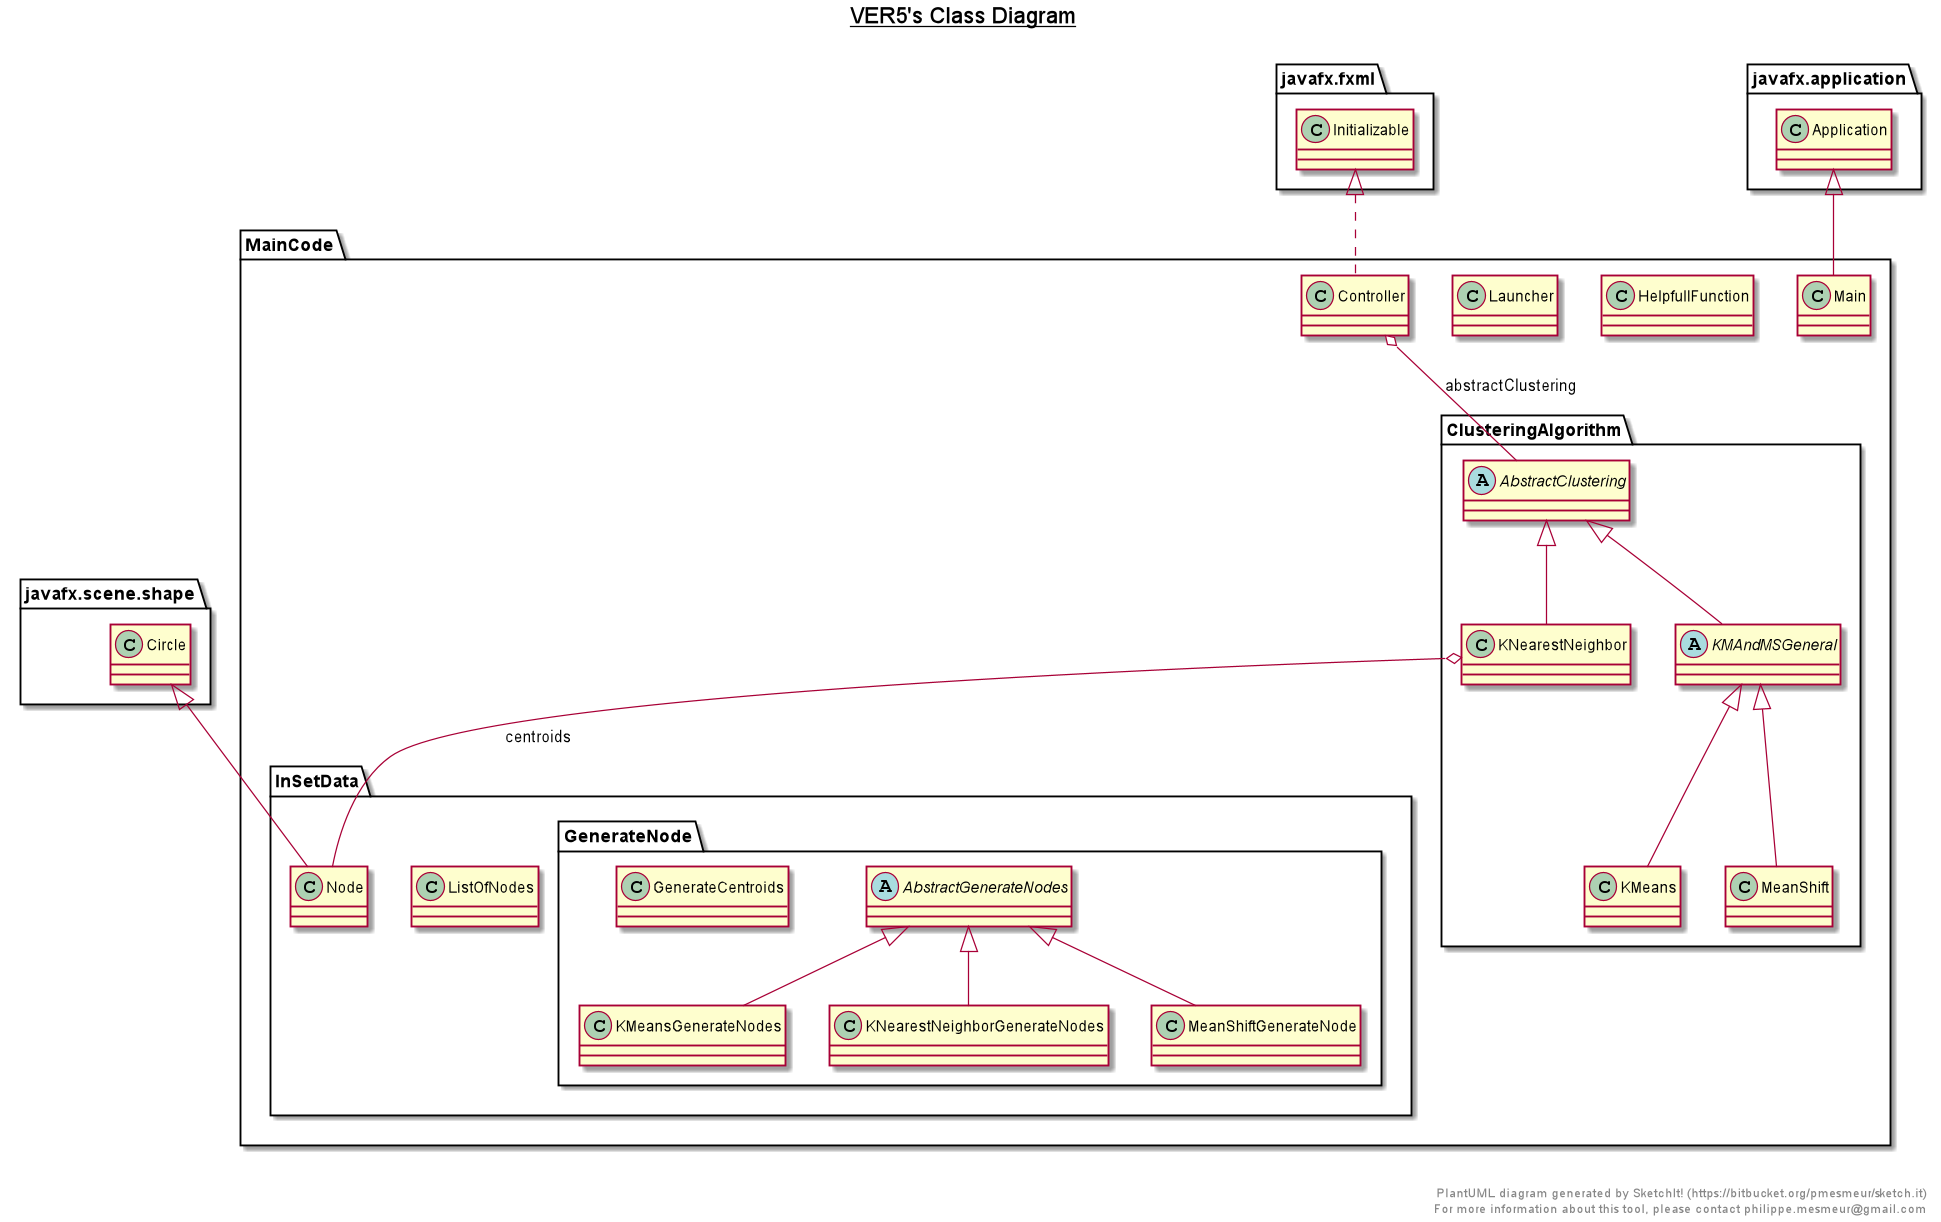 VER5's Class Diagram
javafx.fxml
javafx.application
C Initializable
C Application
MainCode
C Controller
C Launcher
C HelpfullFunction
C Main
abstractClustering
ClusteringAlgorithm
A AbstractClustering
javafx.scene.shape
C Circle
C KNearestNeighbor
A KMAndMSGeneral
centroids
InSetData
GenerateNode
C Node
C ListOfNodes
C GenerateCentroids
A AbstractGenerateNodes
C KMeans
C MeanShift
C KMeansGenerateNodes
C KNearestNeighborGenerateNodes
C MeanShiftGenerateNode
PlantUML diagram generated by SketchIt! (https://bitbucket.org/pmesmeur/sketch.it)
For more information about this tool, please contact philippe.mesmeur@gmail.com